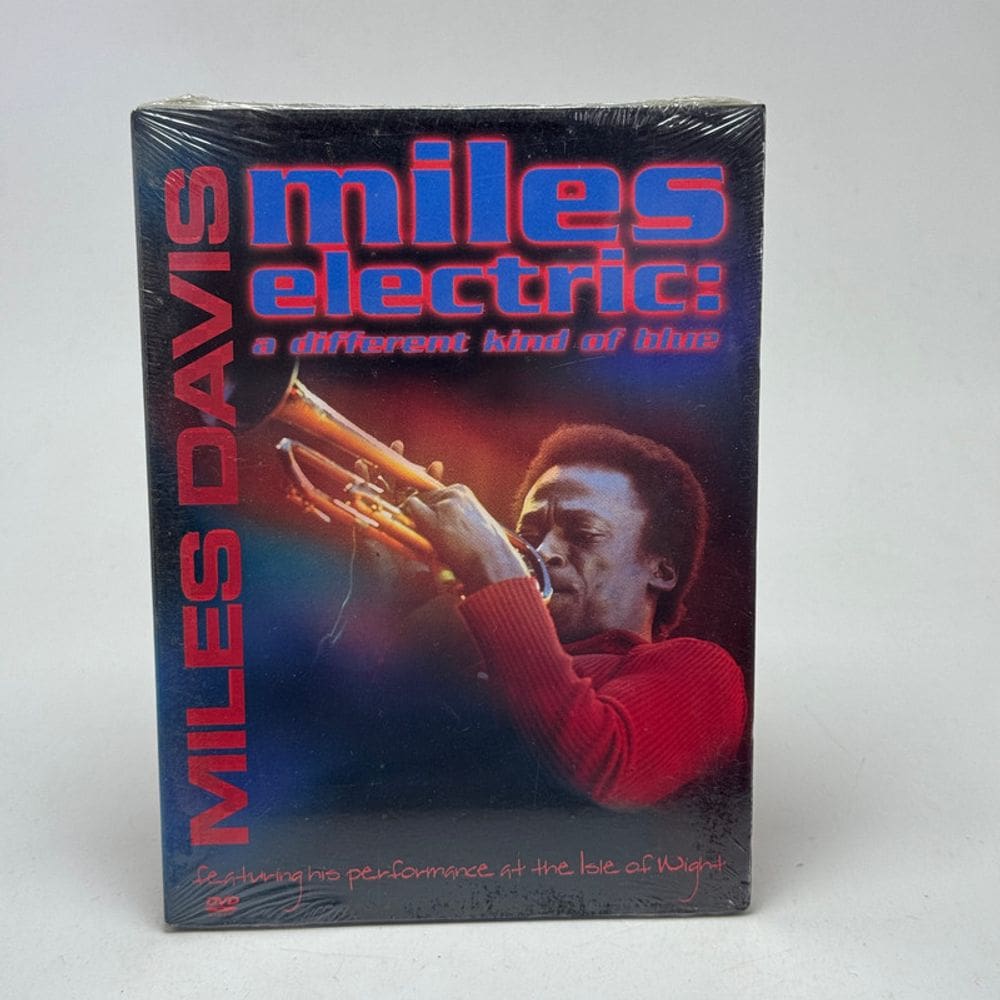 MILES DAVIS
miles
electric:
a different kind of blue
featuring his performance at the Isle of Wight
DVD